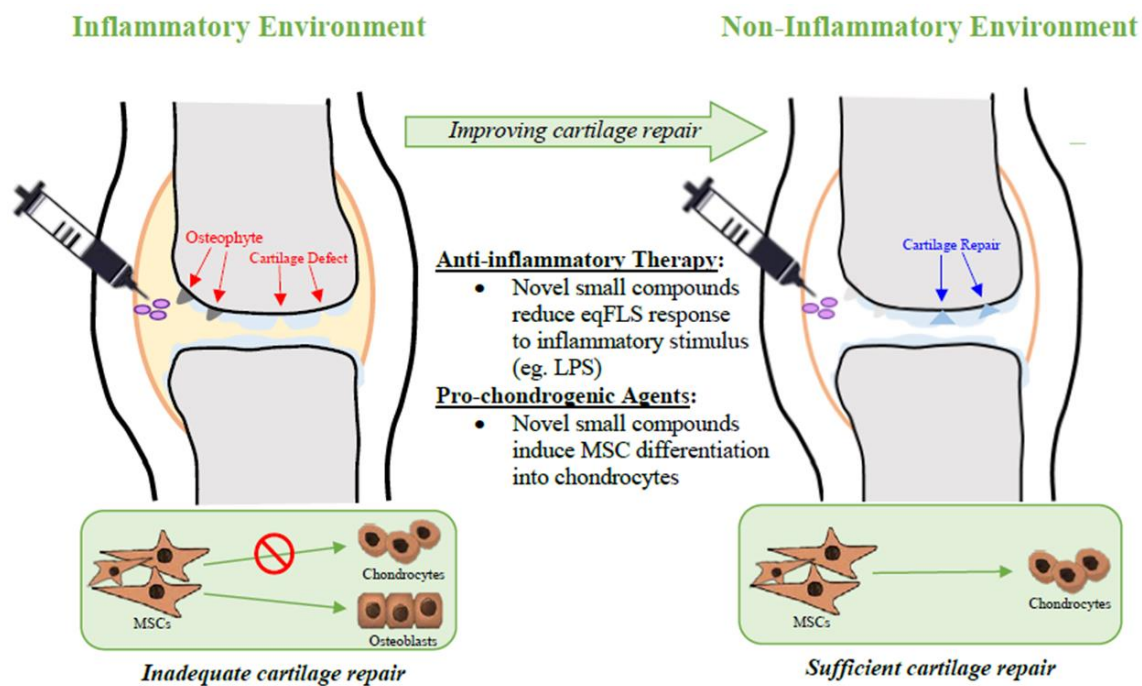 Inflammatory Environment
Non-Inflammatory Environment
Improving cartilage repair
Osteophyte
Cartilage Defect
Anti-inflammatory Therapy:
• Novel small compounds
reduce eqFLS response
to inflammatory stimulus
(eg. LPS)
Pro-chondrogenic Agents:
• Novel small compounds
induce MSC differentiation
into chondrocytes
Cartilage Repair
MSCs
Chondrocytes
Osteoblasts
Inadequate cartilage repair
MSCs
Chondrocytes
Sufficient cartilage repair